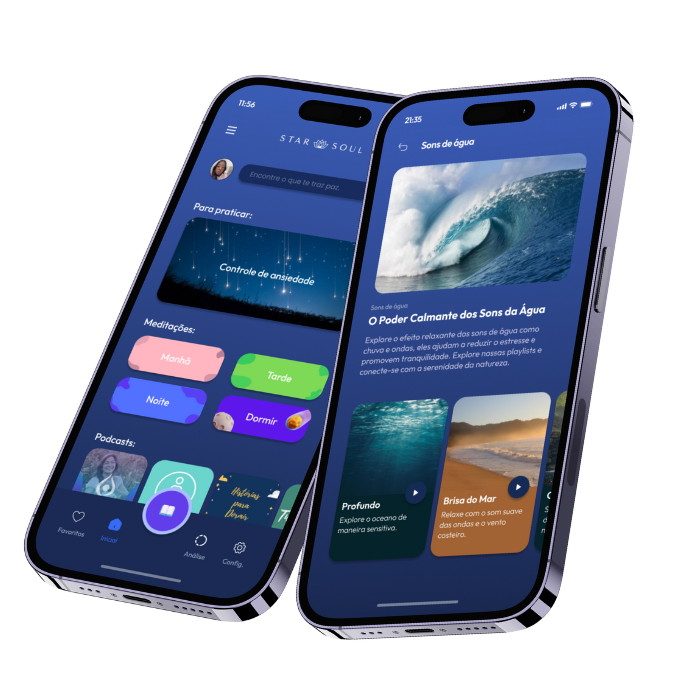 11:56
STAR SOUL
Encontre o que te traz paz
Para praticar:
Controle de ansiedade
Meditações:
Manhã
Tarde
Noite
Dormir
Podcasts:
Histórias
para
Dormir
Favoritos
Inicial
Análise
Config.
21:35
Sons de água
Sons de água
O Poder Calmante dos Sons da Água
Explore o efeito relaxante dos sons de água como
chuva e ondas, eles ajudam a reduzir o estresse e
promovem tranquilidade. Explore nossas playlists e
conecte-se com a serenidade da natureza.
Profundo
Explore o oceano de
maneira sensitiva.
Brisa do Mar
Relaxe com o som suave
das ondas e o vento
costeiro.